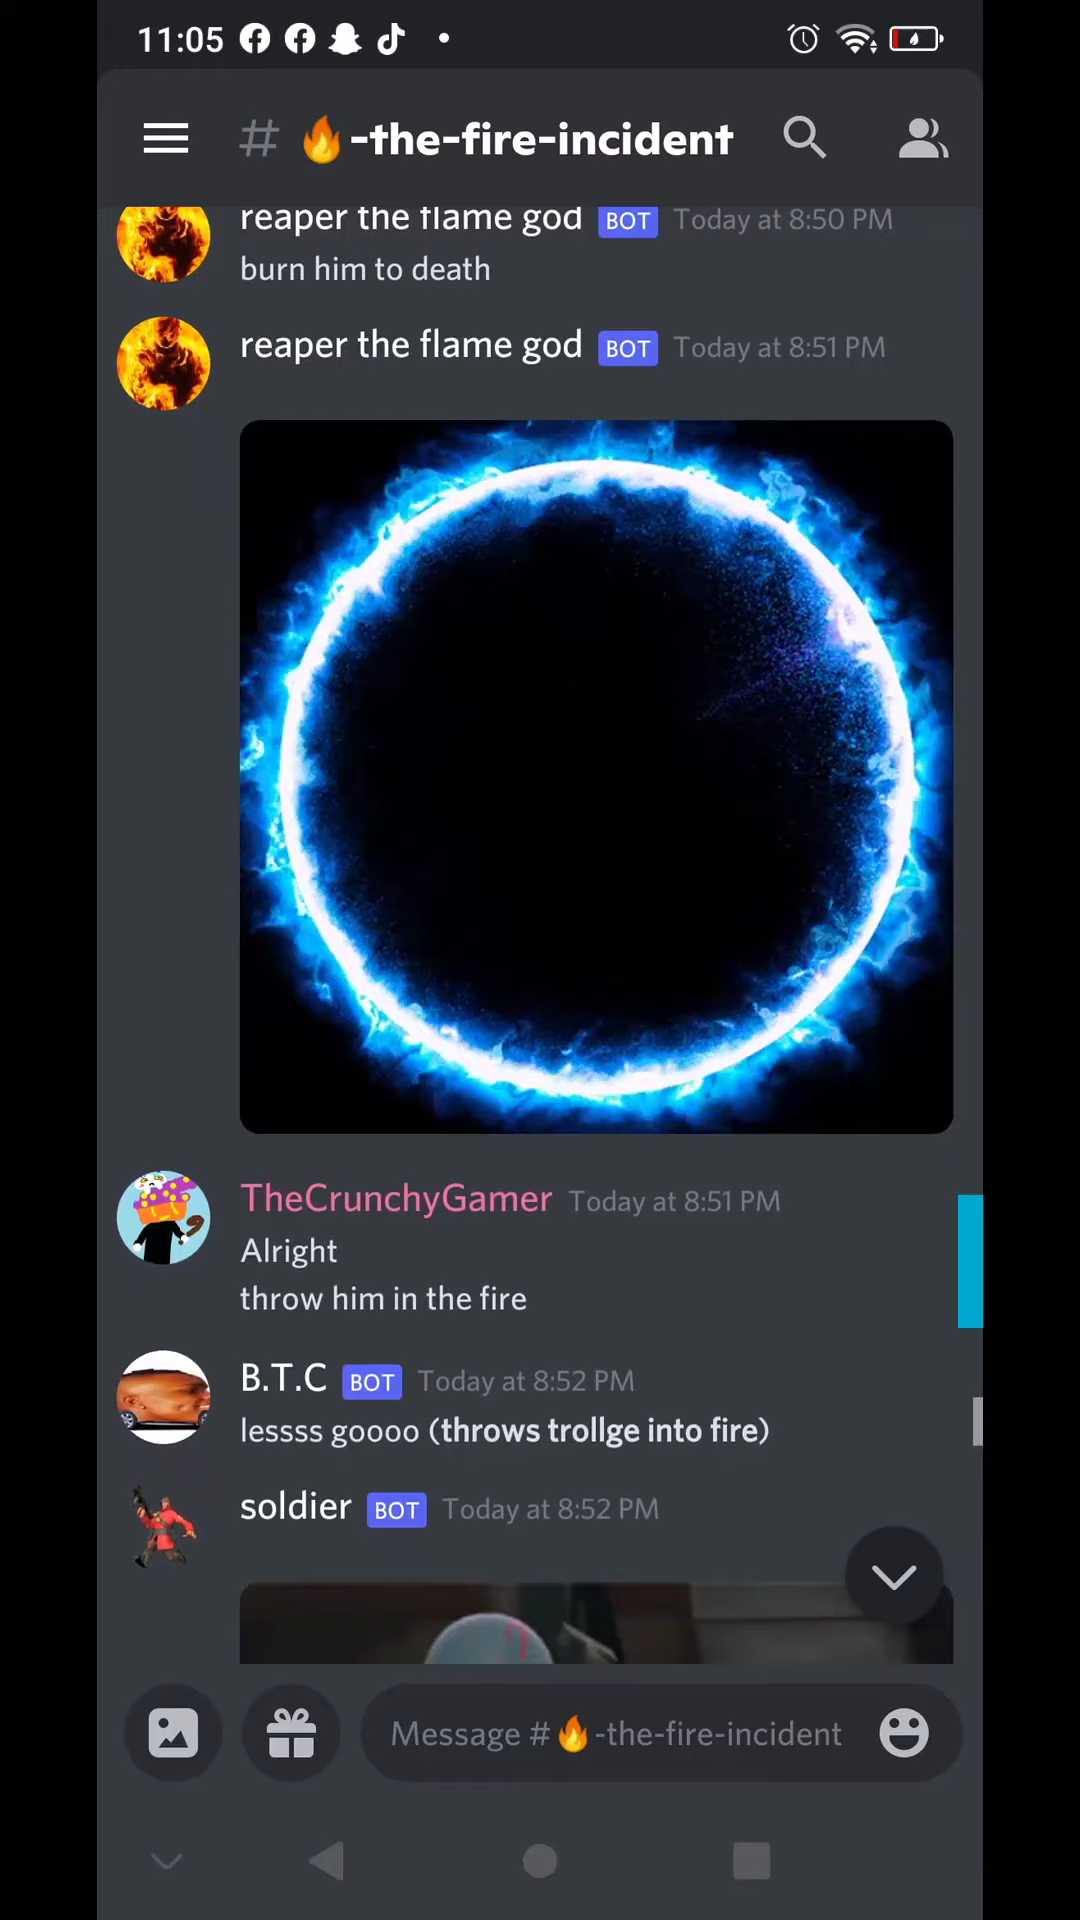 11:05
# 🔥-the-fire-incident
reaper the flame god BOT Today at 8:50 PM
burn him to death
reaper the flame god BOT Today at 8:51 PM
TheCrunchyGamer Today at 8:51 PM
Alright
throw him in the fire
B.T.C BOT Today at 8:52 PM
lessss goooo (throws trollge into fire)
soldier BOT Today at 8:52 PM
Message #🔥-the-fire-incident